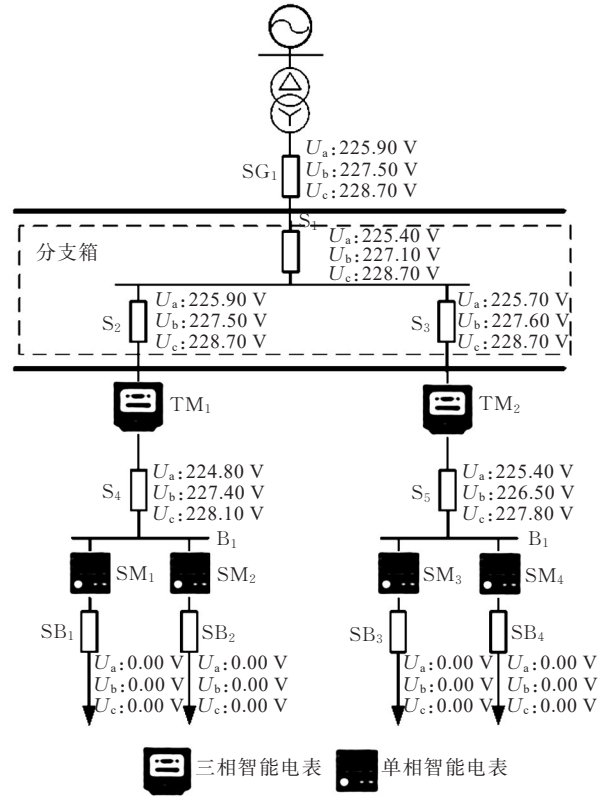 Ua:225.90 V
SG1 Ub:227.50 V
Uc:228.70 V
S1
分支箱
Ua:225.40 V
Ub:227.10 V
Uc:228.70 V
S2
Ua:225.90 V
Ub:227.50 V
Uc:228.70 V
S3
Ua:225.70 V
Ub:227.60 V
Uc:228.70 V
TM1
TM2
S4
Ua:224.80 V
Ub:227.40 V
Uc:228.10 V
S5
Ua:225.40 V
Ub:226.50 V
Uc:227.80 V
B1
B1
SM1
SM2
SM3
SM4
SB1
SB2
SB3
SB4
Ua:0.00 V
Ub:0.00 V
Uc:0.00 V
Ua:0.00 V
Ub:0.00 V
Uc:0.00 V
Ua:0.00 V
Ub:0.00 V
Uc:0.00 V
Ua:0.00 V
Ub:0.00 V
Uc:0.00 V
三相智能电表
单相智能电表